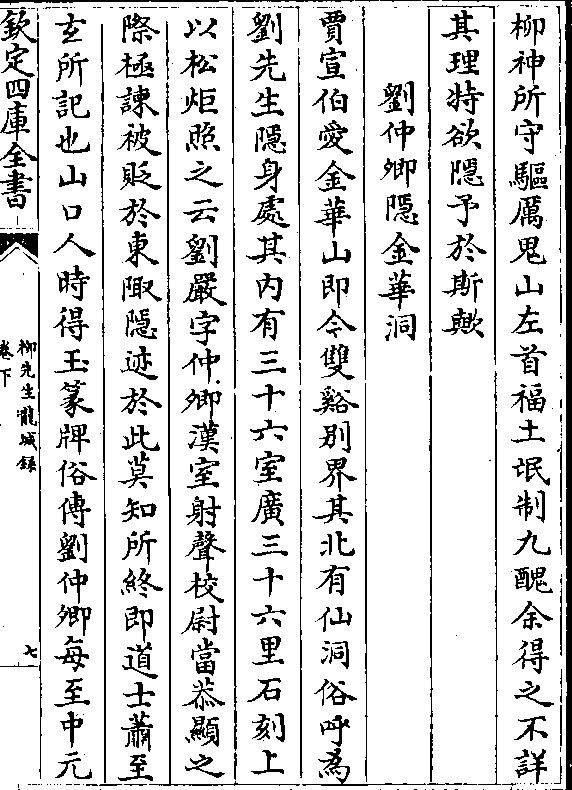 柳神所守驅厲鬼山左首福土氓制九醜余得之不詳
其理特欲隱予於斯歟
劉仲卿隱金華洞
賈宣伯愛金華山即今雙谿别界其北有仙洞俗呼為
劉先生隱身處其内有三十六室廣三十六里石刻上
以松炬照之云劉嚴字仲卿漢室射聲校尉當恭顯之
際極諫被貶於東陬隱迹於此莫知所終即道士蕭至
玄所記也山口人時得玉篆牌俗傳劉仲卿每至中元
欽定四庫全書
柳先生龍城録
卷下
七